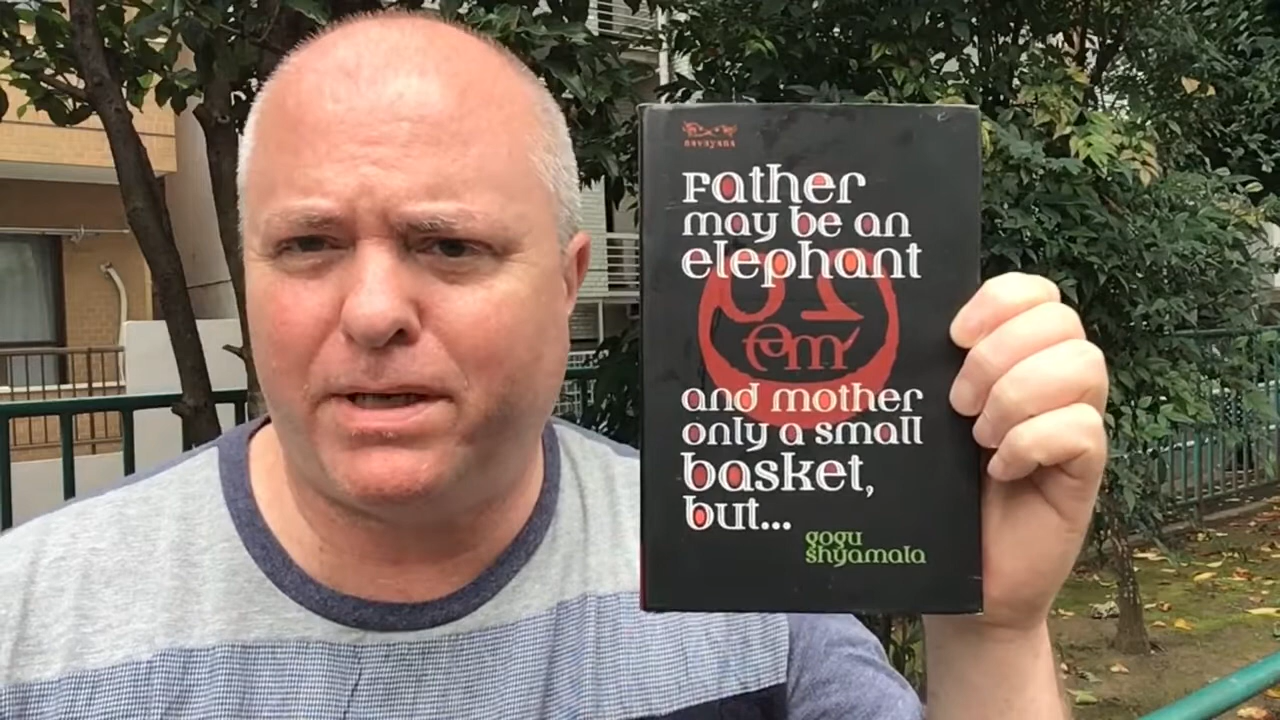 navayana
Father
may be an
elephant
and mother
only a small
basket,
but...
gogu
shyamala